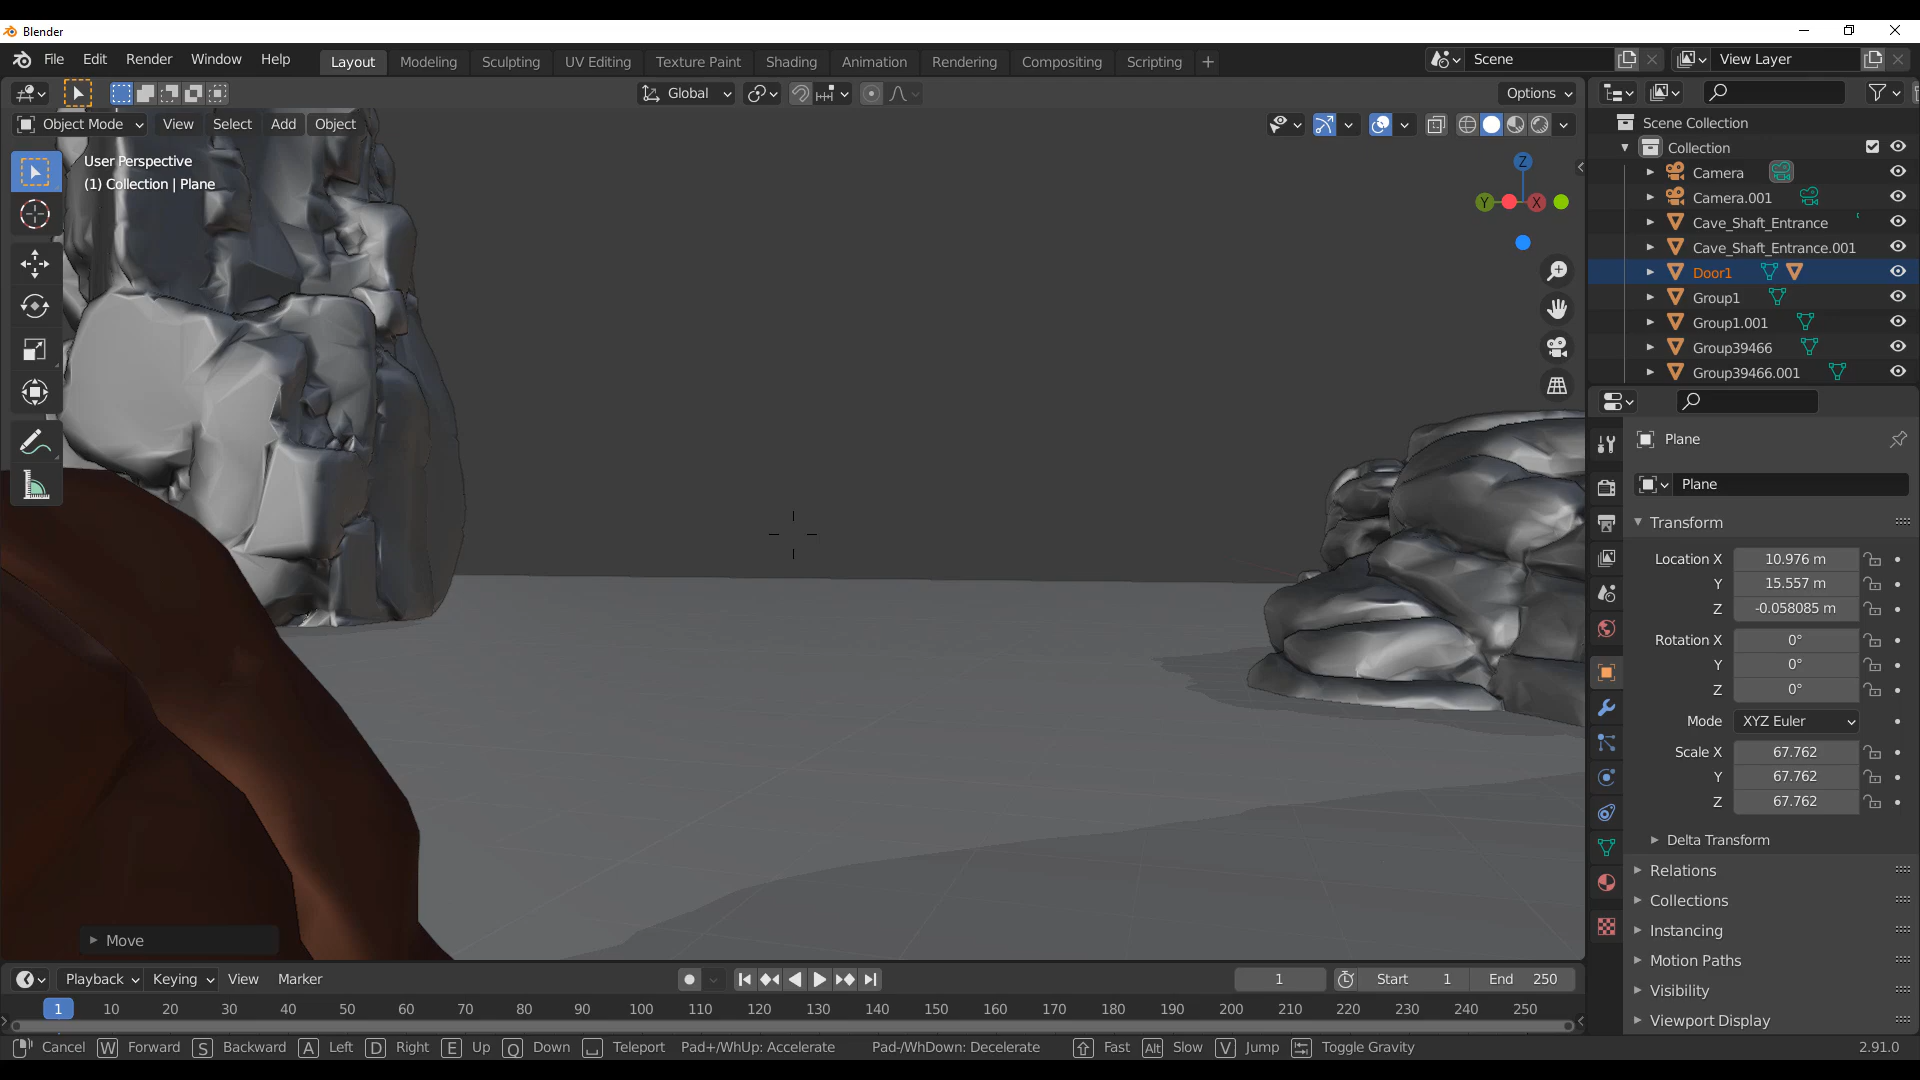 Blender
File Edit Render Window Help Layout Modeling Sculpting UV Editing Texture Paint Shading Animation Rendering Compositing Scripting + Scene View Layer
Global Options
Object Mode View Select Add Object
User Perspective
(1) Collection | Plane
Z
Y X
Scene Collection
Collection
Camera
Camera.001
Cave_Shaft_Entrance
Cave_Shaft_Entrance.001
Door1
Group1
Group1.001
Group39466
Group39466.001
Plane
Plane
Transform
Location X 10.976 m
Y 15.557 m
Z -0.058085 m
Rotation X 0°
Y 0°
Z 0°
Mode XYZ Euler
Scale X 67.762
Y 67.762
Z 67.762
Delta Transform
Relations
Collections
Instancing
Motion Paths
Visibility
Viewport Display
Move
Playback Keying View Marker 1 Start 1 End 250
1 10 20 30 40 50 60 70 80 90 100 110 120 130 140 150 160 170 180 190 200 210 220 230 240 250
Cancel W Forward S Backward A Left D Right E Up Q Down Teleport Pad+/WhUp: Accelerate Pad-/WhDown: Decelerate Fast Alt Slow V Jump Toggle Gravity 2.91.0